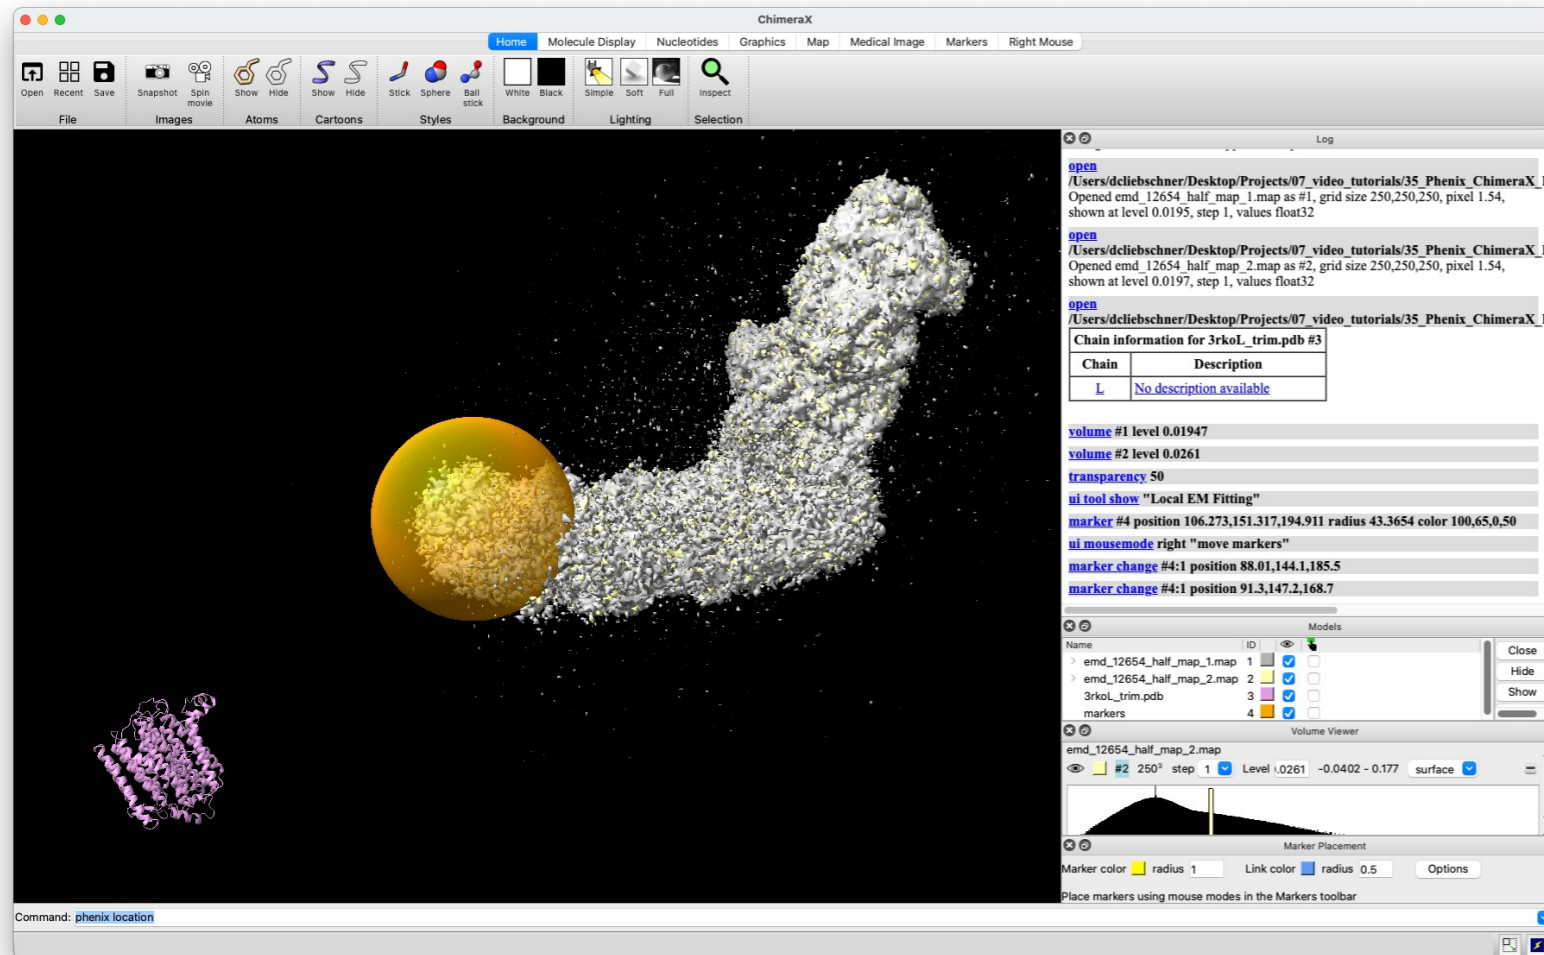 ChimeraX
Home Molecule Display Nucleotides Graphics Map Medical Image Markers Right Mouse
Open Recent Save Snapshot Spin movie Show Hide Show Hide Stick Sphere Ball stick White Black Simple Soft Full Inspect
File Images Atoms Cartoons Styles Background Lighting Selection
Log
open
/Users/dcliebschner/Desktop/Projects/07_video_tutorials/35_Phenix_ChimeraX_
Opened emd_12654_half_map_1.map as #1, grid size 250,250,250, pixel 1.54,
shown at level 0.0195, step 1, values float32
open
/Users/dcliebschner/Desktop/Projects/07_video_tutorials/35_Phenix_ChimeraX_
Opened emd_12654_half_map_2.map as #2, grid size 250,250,250, pixel 1.54,
shown at level 0.0197, step 1, values float32
open
/Users/dcliebschner/Desktop/Projects/07_video_tutorials/35_Phenix_ChimeraX_
Chain information for 3rkoL_trim.pdb #3
Chain Description
L No description available
volume #1 level 0.01947
volume #2 level 0.0261
transparency 50
ui tool show "Local EM Fitting"
marker #4 position 106.273,151.317,194.911 radius 43.3654 color 100,65,0,50
ui mousemode right "move markers"
marker change #4:1 position 88.01,144.1,185.5
marker change #4:1 position 91.3,147.2,168.7
Models
Name ID
emd_12654_half_map_1.map 1
emd_12654_half_map_2.map 2
3rkoL_trim.pdb 3
markers 4
Close
Hide
Show
Volume Viewer
emd_12654_half_map_2.map
#2 250³ step 1 Level .0261 -0.0402 - 0.177 surface
Marker Placement
Marker color radius 1 Link color radius 0.5 Options
Place markers using mouse modes in the Markers toolbar
Command: phenix location